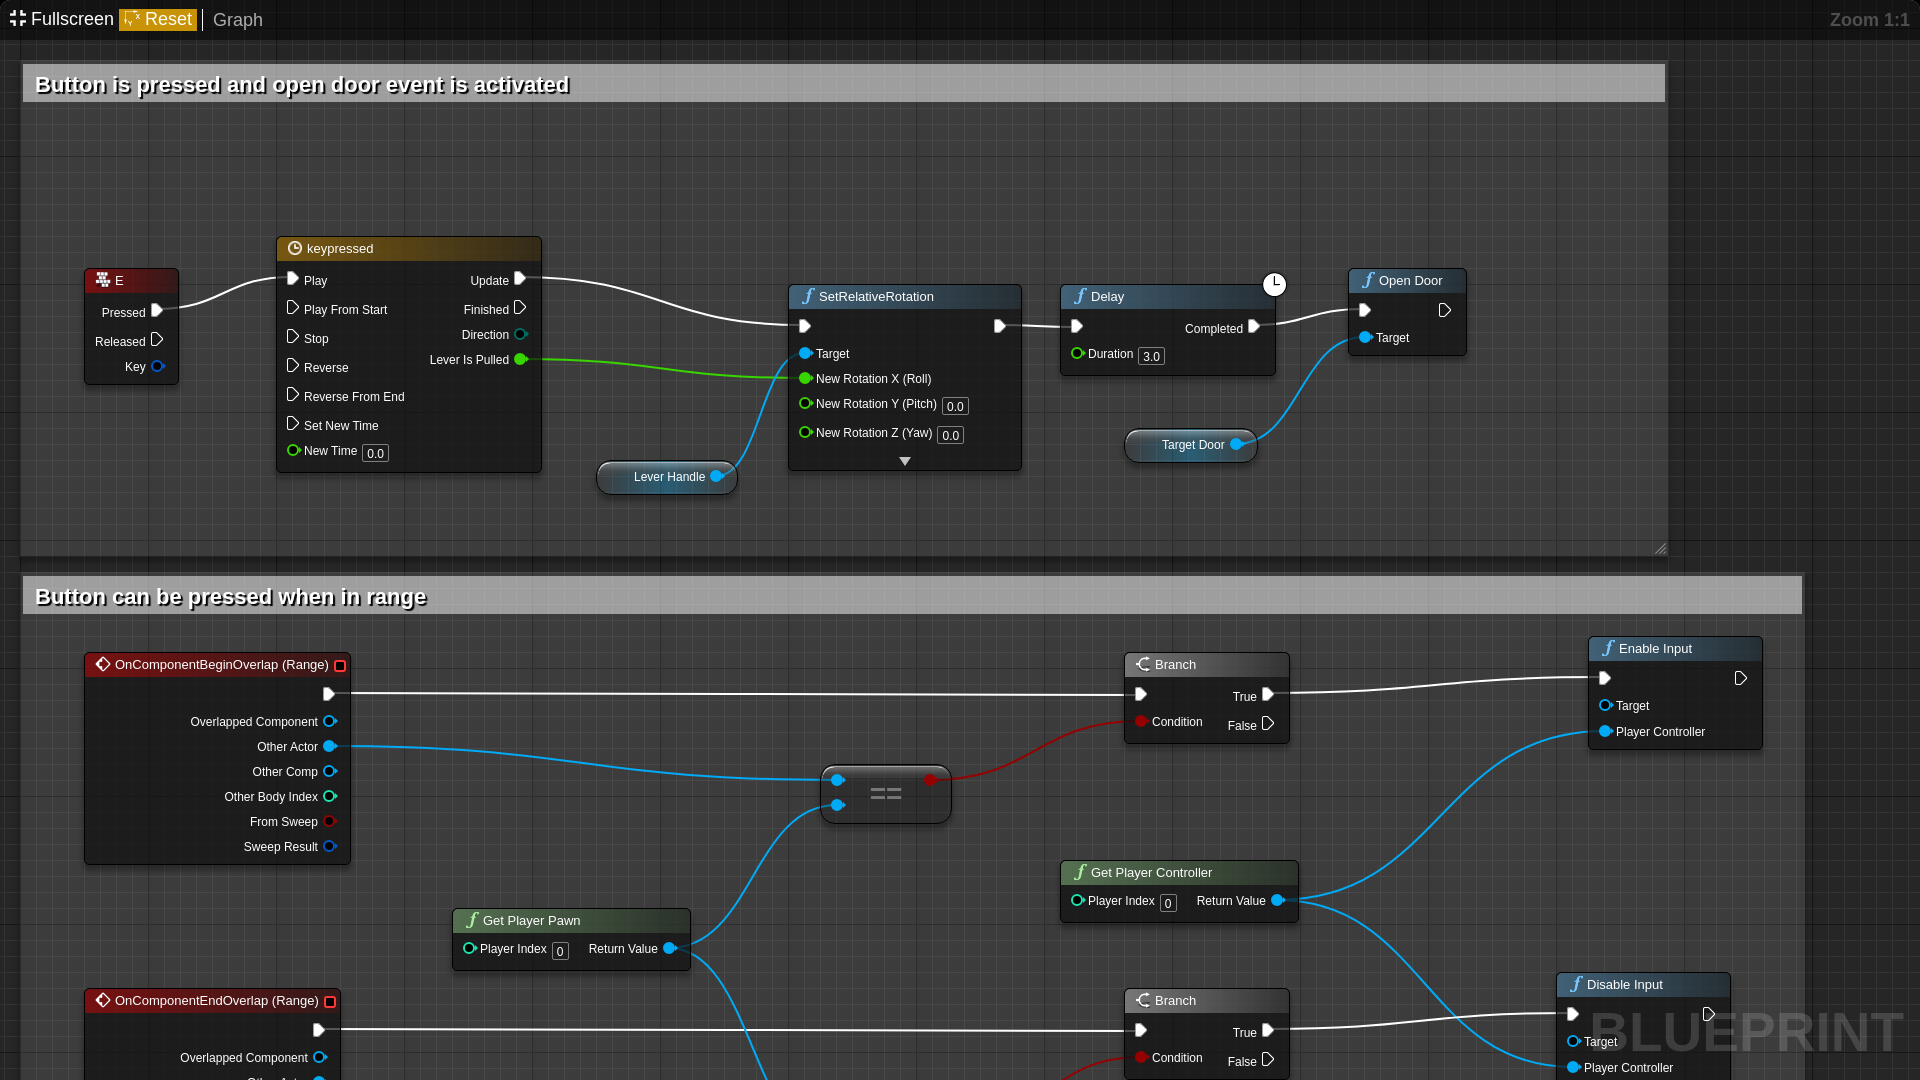 Fullscreen Reset Graph Zoom 1:1
Button is pressed and open door event is activated
E
Pressed
Released
Key
keypressed
Play
Play From Start
Stop
Reverse
Reverse From End
Set New Time
New Time 0.0
Update
Finished
Direction
Lever Is Pulled
Lever Handle
SetRelativeRotation
Target
New Rotation X (Roll)
New Rotation Y (Pitch) 0.0
New Rotation Z (Yaw) 0.0
Delay
Completed
Duration 3.0
Target Door
Open Door
Target
Button can be pressed when in range
OnComponentBeginOverlap (Range)
Overlapped Component
Other Actor
Other Comp
Other Body Index
From Sweep
Sweep Result
==
Branch
True
Condition
False
Enable Input
Target
Player Controller
Get Player Controller
Player Index 0 Return Value
Get Player Pawn
Player Index 0 Return Value
OnComponentEndOverlap (Range)
Overlapped Component
Branch
True
Condition
False
Disable Input
Target
Player Controller
BLUEPRINT